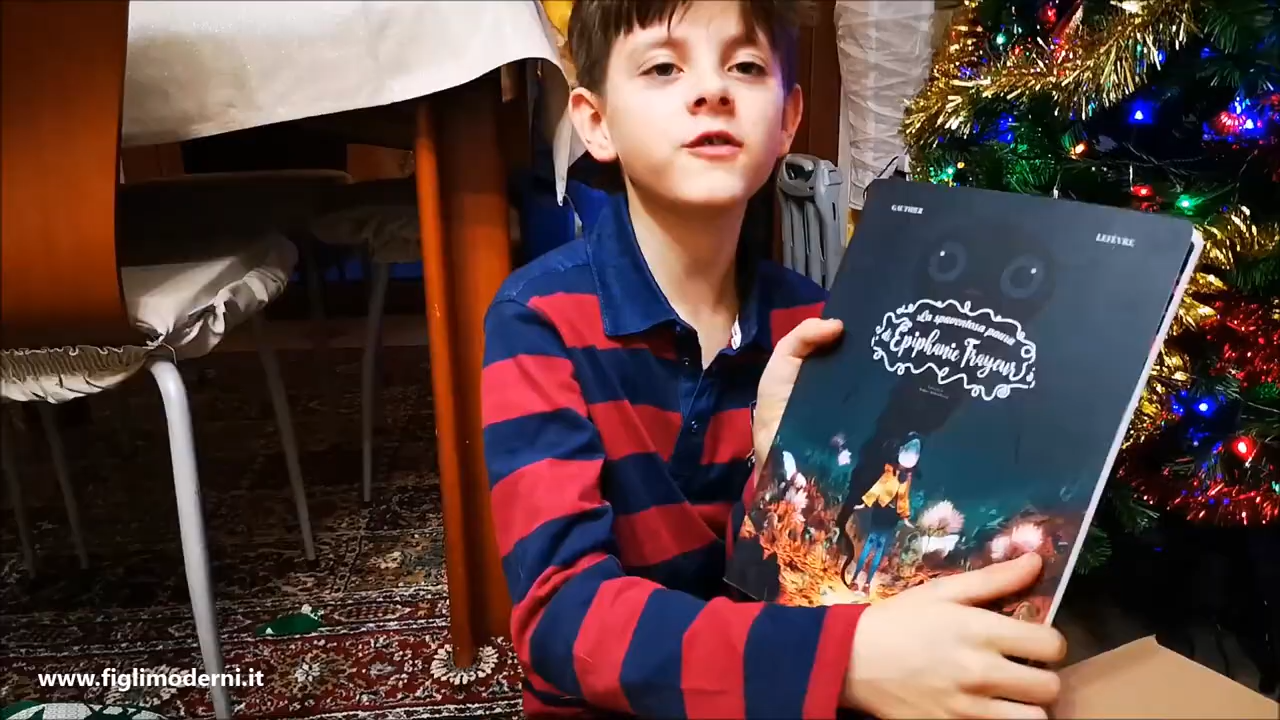 GAUTHIER
LEFÈVRE
La spaventosa paura
di Epiphanie Frayeur
www.figlimoderni.it